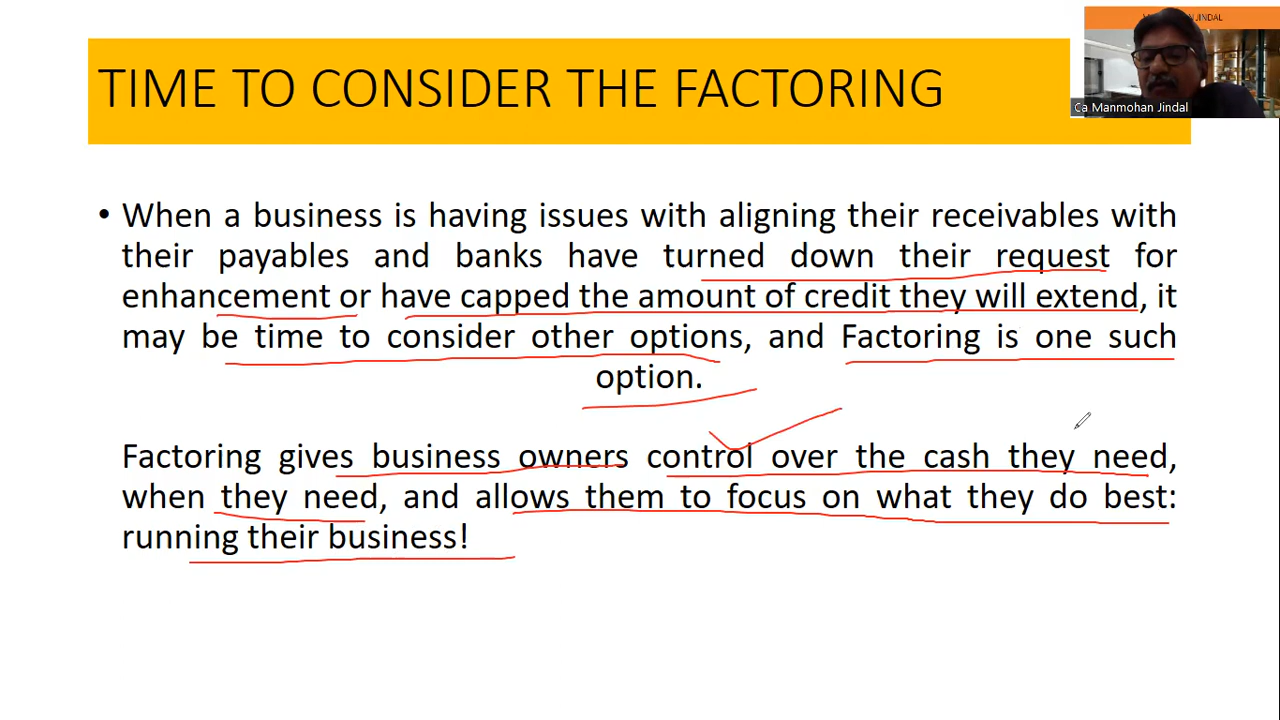 TIME TO CONSIDER THE FACTORING
Ca Manmohan Jindal
• When a business is having issues with aligning their receivables with
their payables and banks have turned down their request for
enhancement or have capped the amount of credit they will extend, it
may be time to consider other options, and Factoring is one such
option.
Factoring gives business owners control over the cash they need,
when they need, and allows them to focus on what they do best:
running their business!